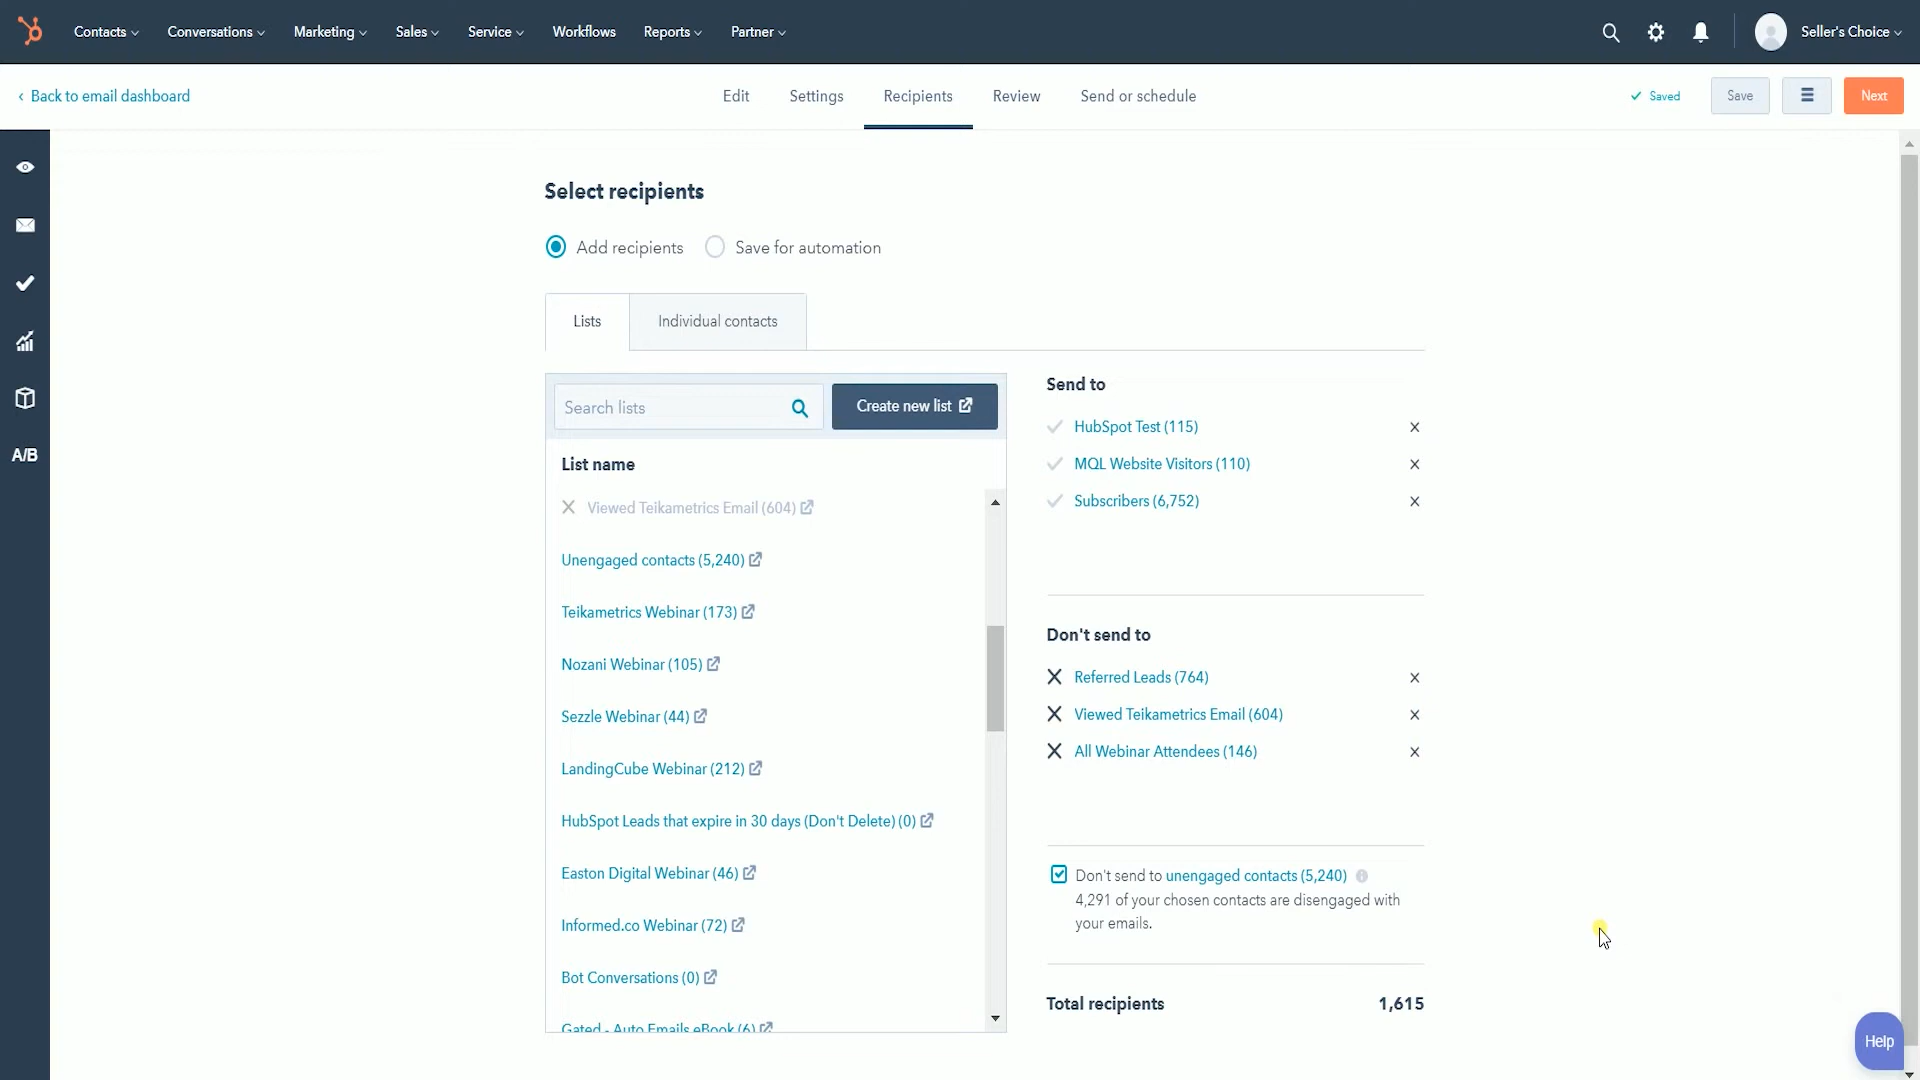 Contacts
Conversations
Marketing
Sales
Service
Workflows
Reports
Partner
Seller's Choice
Back to email dashboard
Edit
Settings
Recipients
Review
Send or schedule
Saved
Save
Next
A/B
Select recipients
Add recipients
Save for automation
Lists
Individual contacts
Search lists
Create new list
List name
Viewed Teikametrics Email (604)
Unengaged contacts (5,240)
Teikametrics Webinar (173)
Nozani Webinar (105)
Sezzle Webinar (44)
LandingCube Webinar (212)
HubSpot Leads that expire in 30 days (Don't Delete) (0)
Easton Digital Webinar (46)
Informed.co Webinar (72)
Bot Conversations (0)
Gated - Auto Emails eBook (6)
Send to
HubSpot Test (115)
MQL Website Visitors (110)
Subscribers (6,752)
Don't send to
Referred Leads (764)
Viewed Teikametrics Email (604)
All Webinar Attendees (146)
Don't send to unengaged contacts (5,240)
4,291 of your chosen contacts are disengaged with
your emails.
Total recipients 1,615
Help